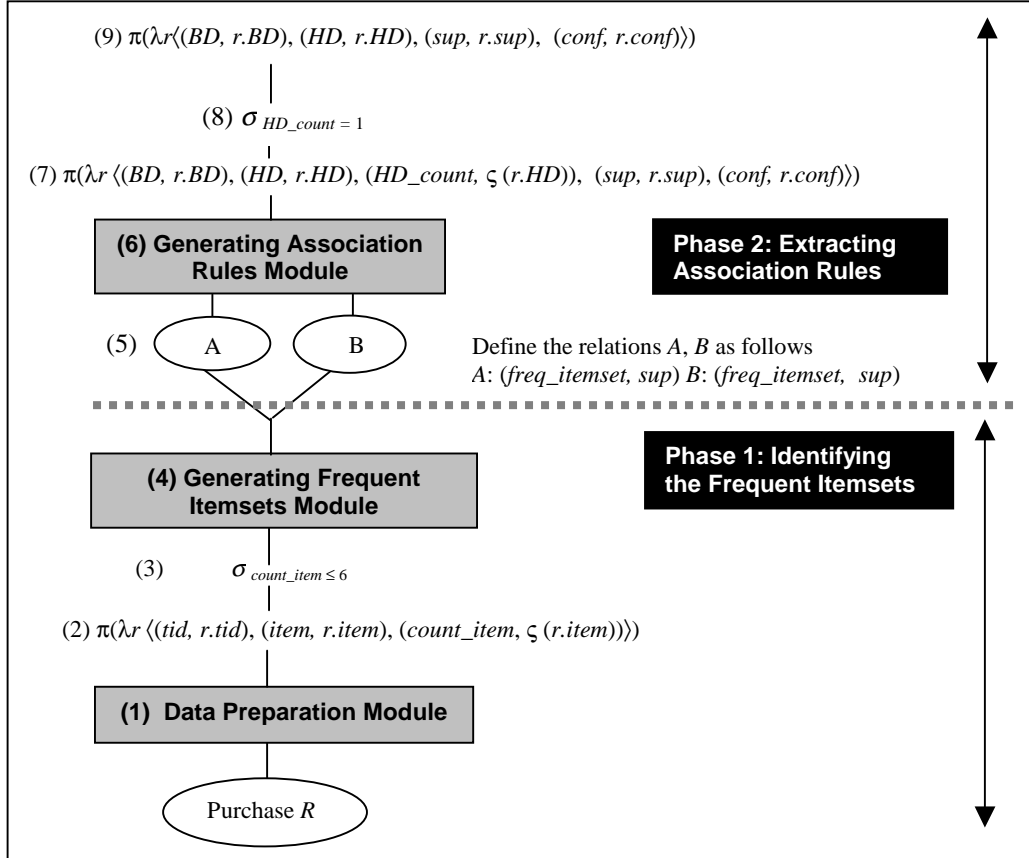 (9) π(λr⟨(BD, r.BD), (HD, r.HD), (sup, r.sup), (conf, r.conf)⟩)
(8) σ HD_count = 1
(7) π(λr ⟨(BD, r.BD), (HD, r.HD), (HD_count, ς (r.HD)), (sup, r.sup), (conf, r.conf)⟩)
(6) Generating Association
Rules Module
Phase 2: Extracting
Association Rules
(5)
A
B
Define the relations A, B as follows
A: (freq_itemset, sup) B: (freq_itemset, sup)
(4) Generating Frequent
Itemsets Module
Phase 1: Identifying
the Frequent Itemsets
(3) σ count_item ≤ 6
(2) π(λr ⟨(tid, r.tid), (item, r.item), (count_item, ς (r.item))⟩)
(1) Data Preparation Module
Purchase R